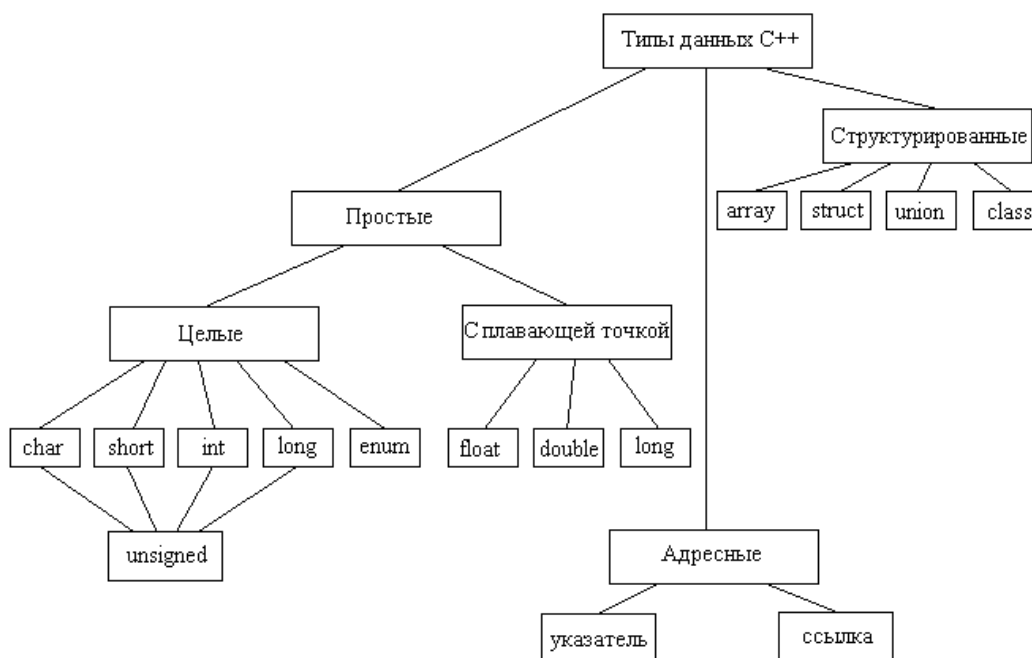 Типы данных С++
Структурированные
array struct union class
Простые
Целые
С плавающей точкой
char short int long enum
float double long
unsigned
Адресные
указатель ссылка